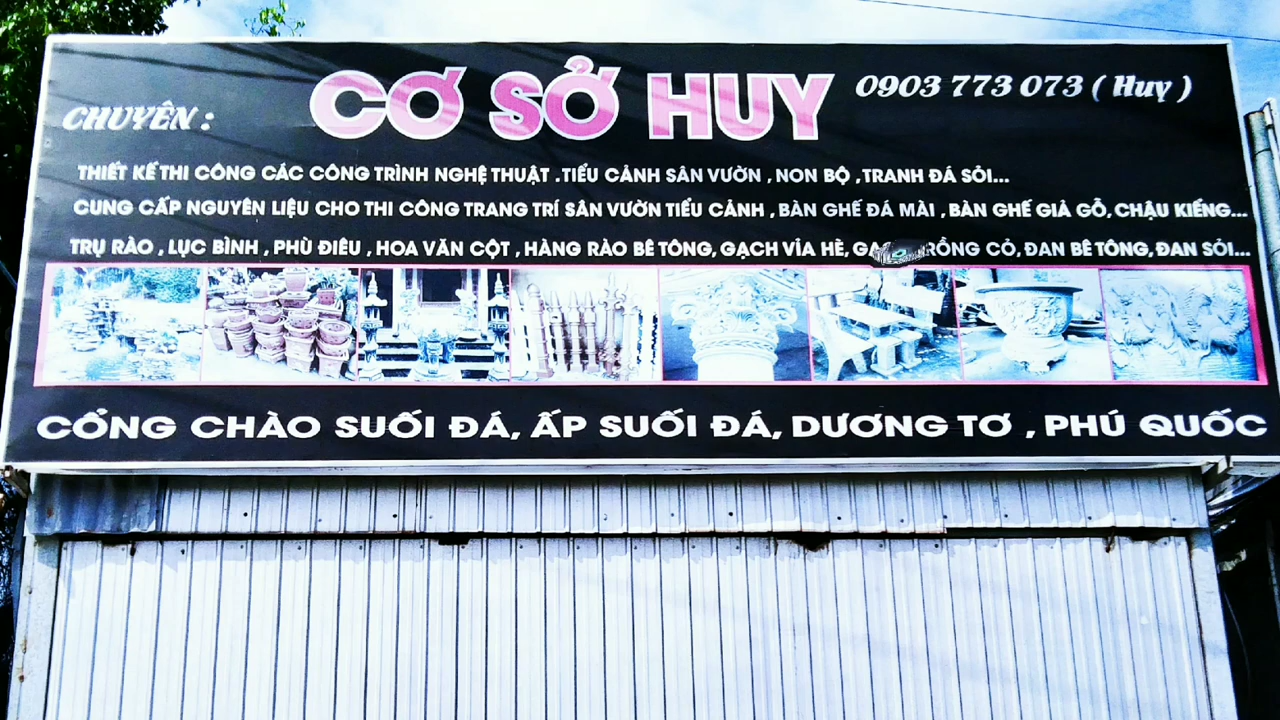 CƠ SỞ HUY 0903 773 073 ( Huy )
CHUYÊN :
THIẾT KẾ THI CÔNG CÁC CÔNG TRÌNH NGHỆ THUẬT .TIỂU CẢNH SÂN VƯỜN , NON BỘ ,TRANH ĐÁ SỎI...
CUNG CẤP NGUYÊN LIỆU CHO THI CÔNG TRANG TRÍ SÂN VƯỜN TIỂU CẢNH , BÀN GHẾ ĐÁ MÀI , BÀN GHẾ GIẢ GỖ, CHẬU KIỂNG...
TRỤ RÀO , LỤC BÌNH , PHÙ ĐIÊU , HOA VĂN CỘT , HÀNG RÀO BÊ TÔNG, GẠCH VỈA HÈ, CỎ, ĐAN BÊ TÔNG, ĐAN SỎI...
CỔNG CHÀO SUỐI ĐÁ, ẤP SUỐI ĐÁ, DƯƠNG TƠ , PHÚ QUỐC